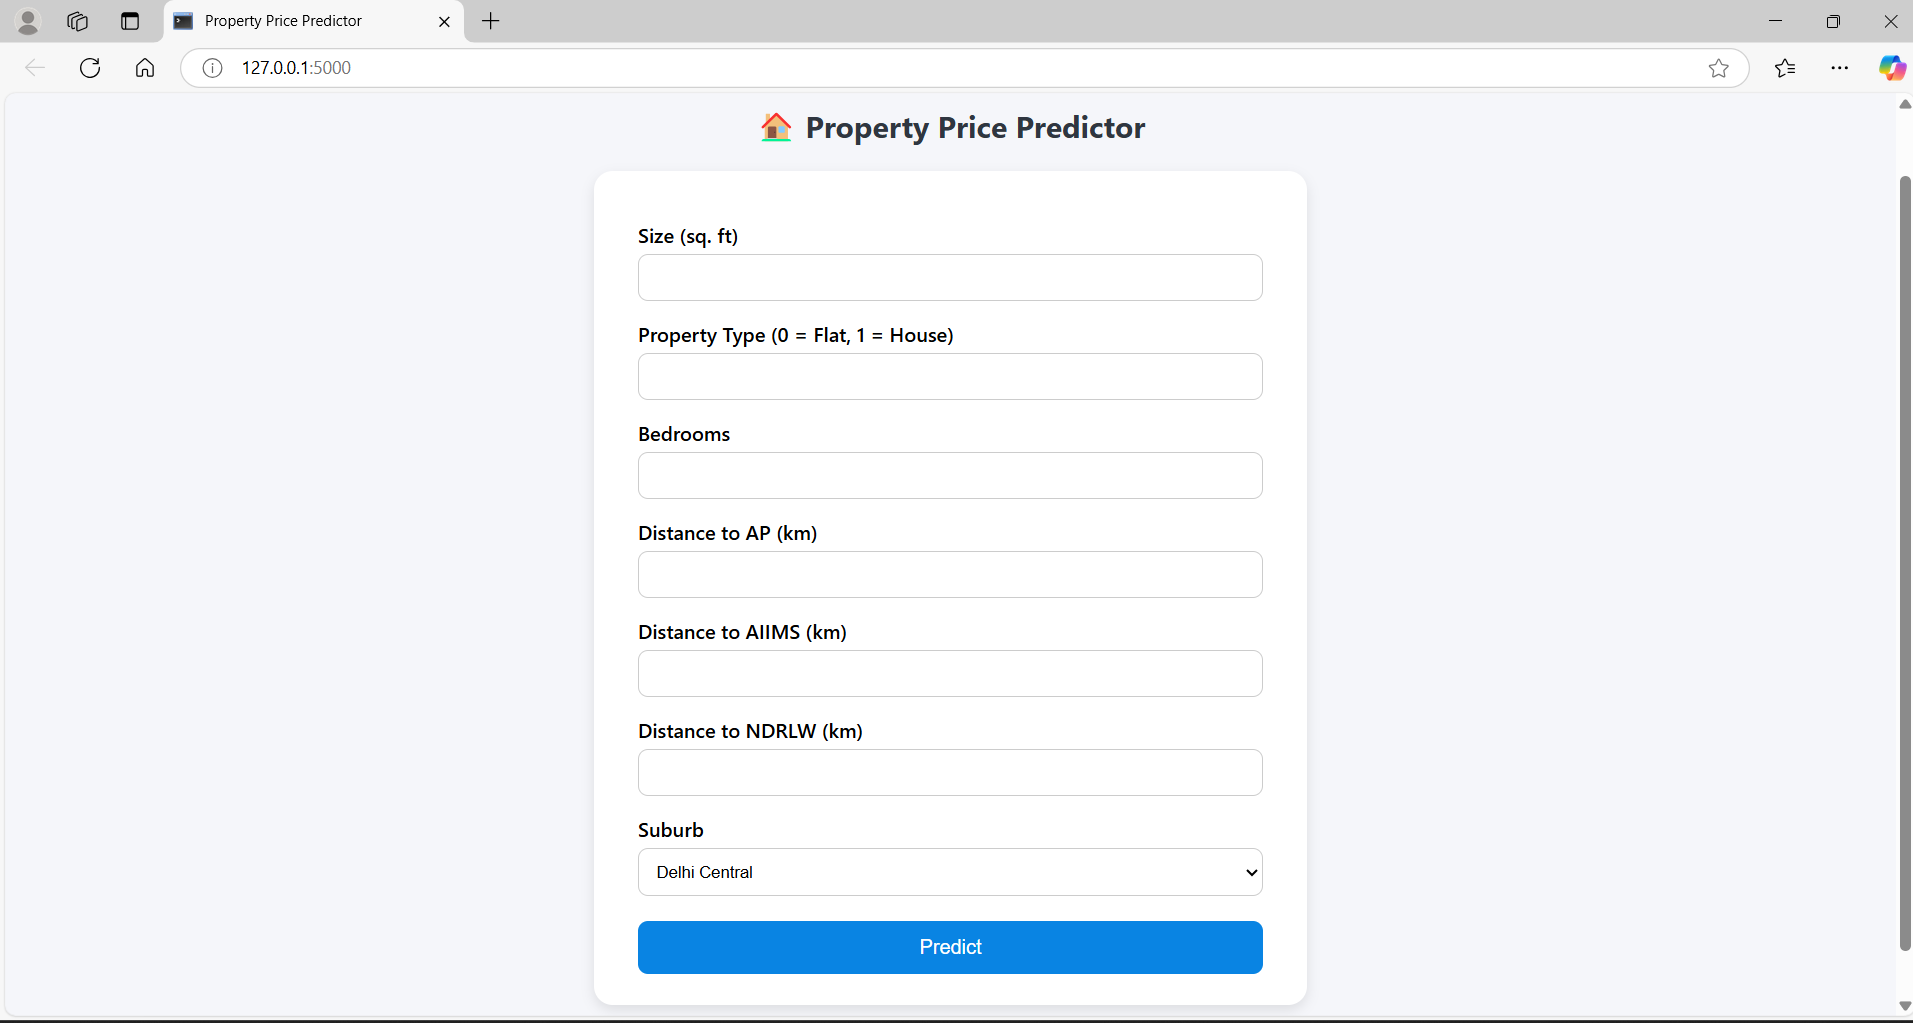 Property Price Predictor
127.0.0.1:5000
Property Price Predictor
Size (sq. ft)
Property Type (0 = Flat, 1 = House)
Bedrooms
Distance to AP (km)
Distance to AIIMS (km)
Distance to NDRLW (km)
Suburb
Delhi Central
Predict